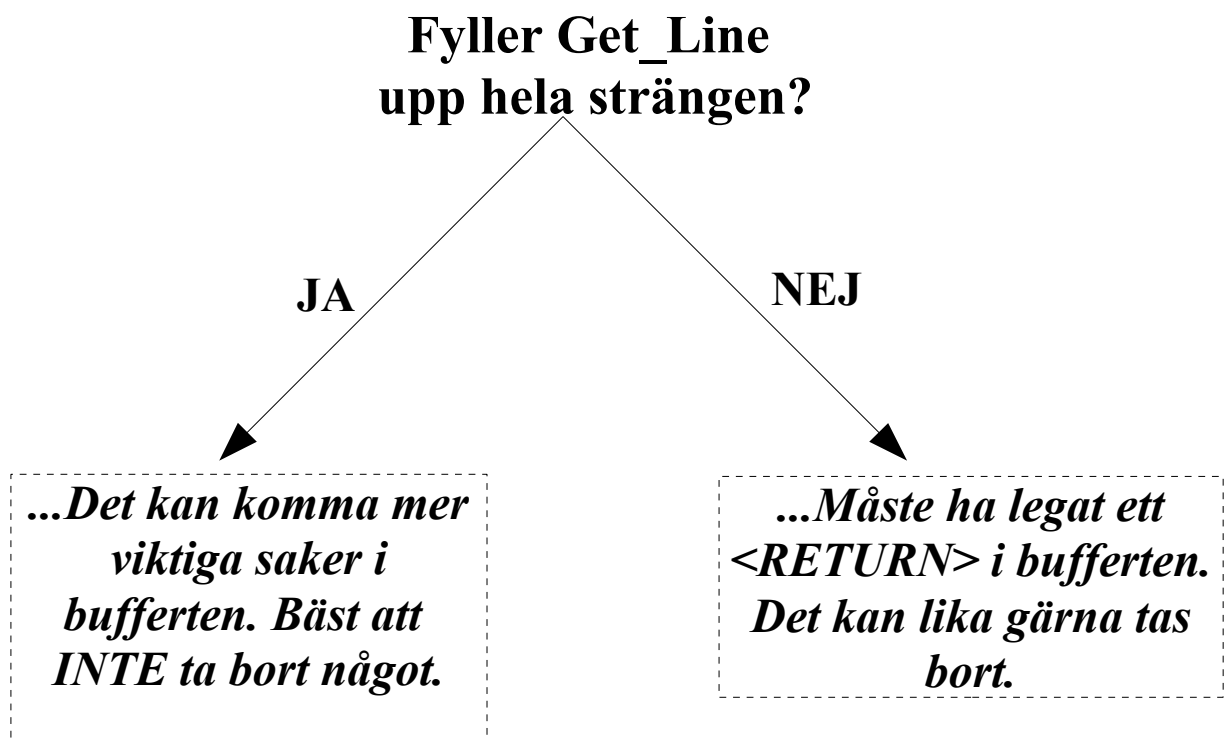 Fyller Get_Line
upp hela strängen?
JA
NEJ
...Det kan komma mer
viktiga saker i
bufferten. Bäst att
INTE ta bort något.
...Måste ha legat ett
<RETURN> i bufferten.
Det kan lika gärna tas
bort.